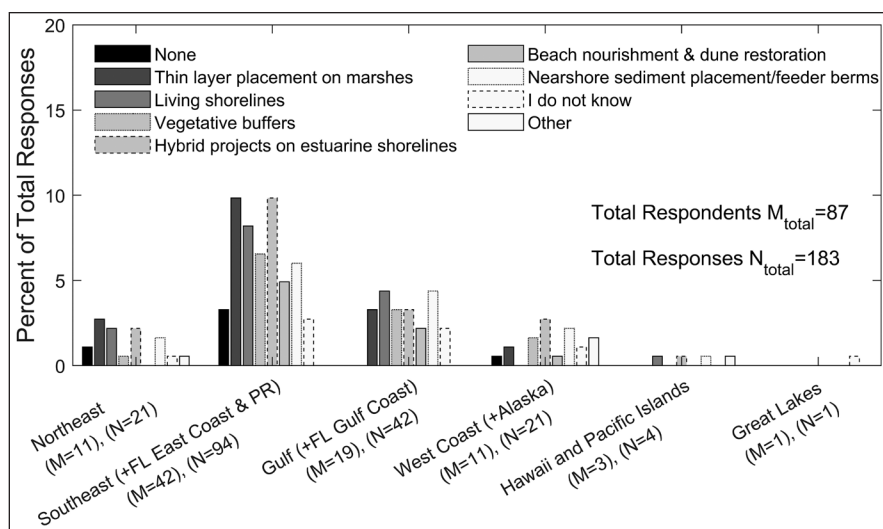 Percent of Total Responses
20
15
10
5
0
None
Thin layer placement on marshes
Living shorelines
Vegetative buffers
Hybrid projects on estuarine shorelines
Beach nourishment & dune restoration
Nearshore sediment placement/feeder berms
I do not know
Other
Total Respondents M_total=87
Total Responses N_total=183
Northeast
(M=11), (N=21)
Southeast (+FL East Coast & PR)
(M=42), (N=94)
Gulf (+FL Gulf Coast)
(M=19), (N=42)
West Coast (+Alaska)
(M=11), (N=21)
Hawaii and Pacific Islands
(M=3), (N=4)
Great Lakes
(M=1), (N=1)